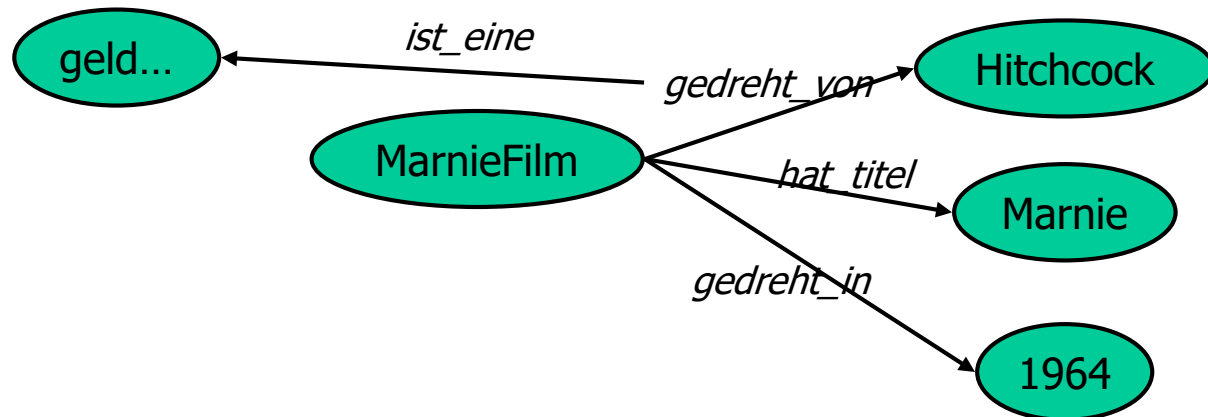 geld...
ist_eine
gedreht_von
Hitchcock
MarnieFilm
hat_titel
Marnie
gedreht_in
1964